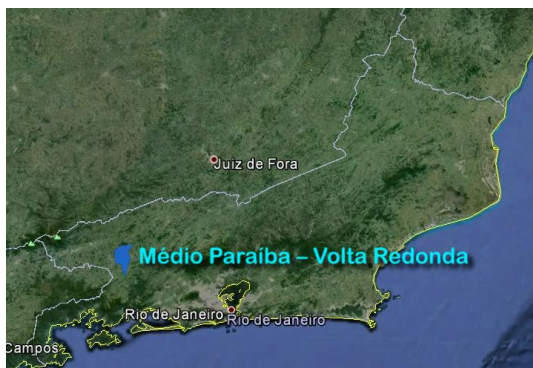 Juiz de Fora
Médio Paraíba – Volta Redonda
Rio de Janeiro
Rio de Janeiro
Campos